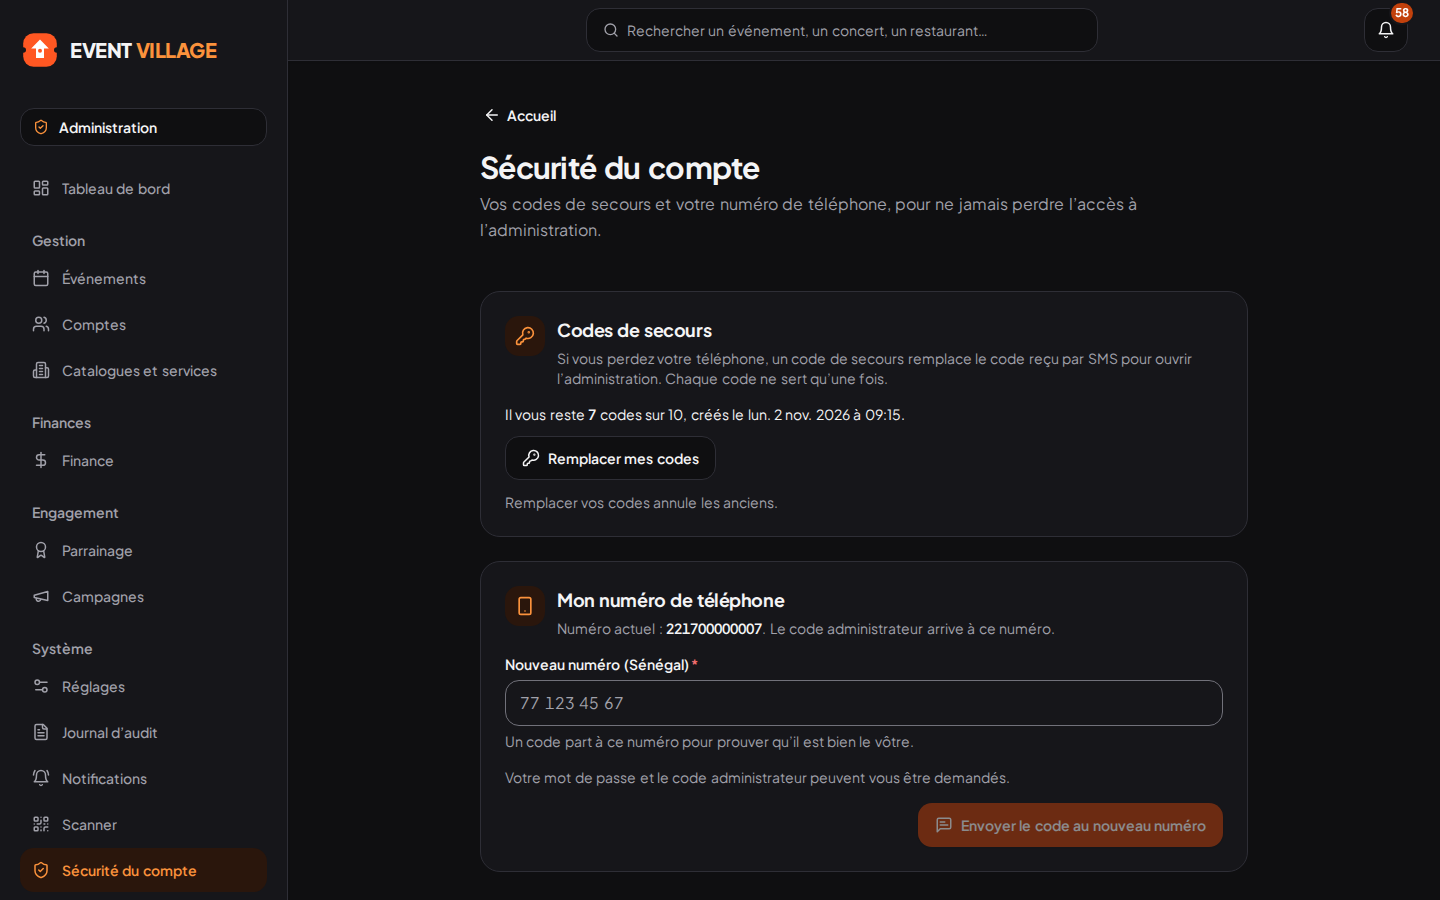 EVENT VILLAGE
Rechercher un événement, un concert, un restaurant…
58
Administration
Tableau de bord
Gestion
Événements
Comptes
Catalogues et services
Finances
Finance
Engagement
Parrainage
Campagnes
Système
Réglages
Journal d’audit
Notifications
Scanner
Sécurité du compte
Accueil
Sécurité du compte
Vos codes de secours et votre numéro de téléphone, pour ne jamais perdre l’accès à
l’administration.
Codes de secours
Si vous perdez votre téléphone, un code de secours remplace le code reçu par SMS pour ouvrir
l’administration. Chaque code ne sert qu’une fois.
Il vous reste 7 codes sur 10, créés le lun. 2 nov. 2026 à 09:15.
Remplacer mes codes
Remplacer vos codes annule les anciens.
Mon numéro de téléphone
Numéro actuel : 221700000007. Le code administrateur arrive à ce numéro.
Nouveau numéro (Sénégal) *
77 123 45 67
Un code part à ce numéro pour prouver qu’il est bien le vôtre.
Votre mot de passe et le code administrateur peuvent vous être demandés.
Envoyer le code au nouveau numéro